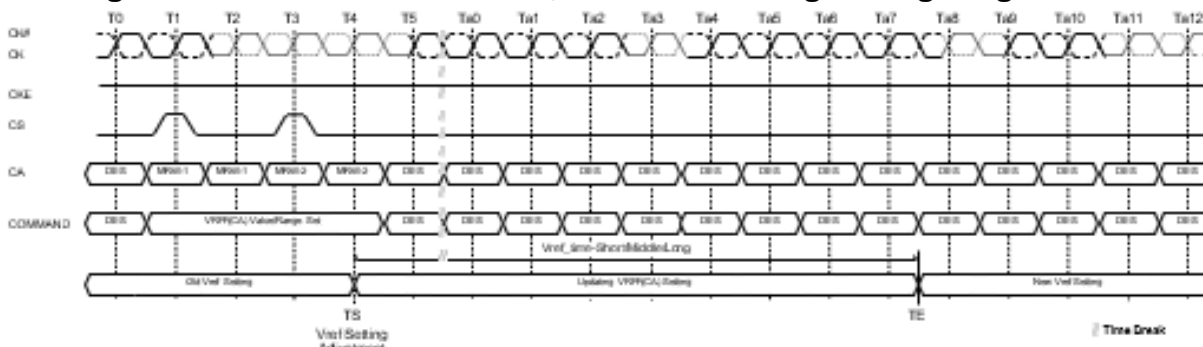 T0 T1 T2 T3 T4 T5 Ta0 Ta1 Ta2 Ta3 Ta4 Ta5 Ta6 Ta7 Ta8 Ta9 Ta10 Ta11 Ta12
CK#
CK
CKE
CS
CA DES MRW-1 MRW-1 MRW-2 MRW-2 DES DES DES DES DES DES DES DES DES DES DES DES DES DES
COMMAND DES VREF(CA) Value/Range Set DES DES DES DES DES DES DES DES DES DES DES DES DES DES
Vref_time-Short/Middle/Long
Old Vref Setting Updating VREF(CA) Setting New Vref Setting
TS TE
Vref Setting Time Break
Adjustment